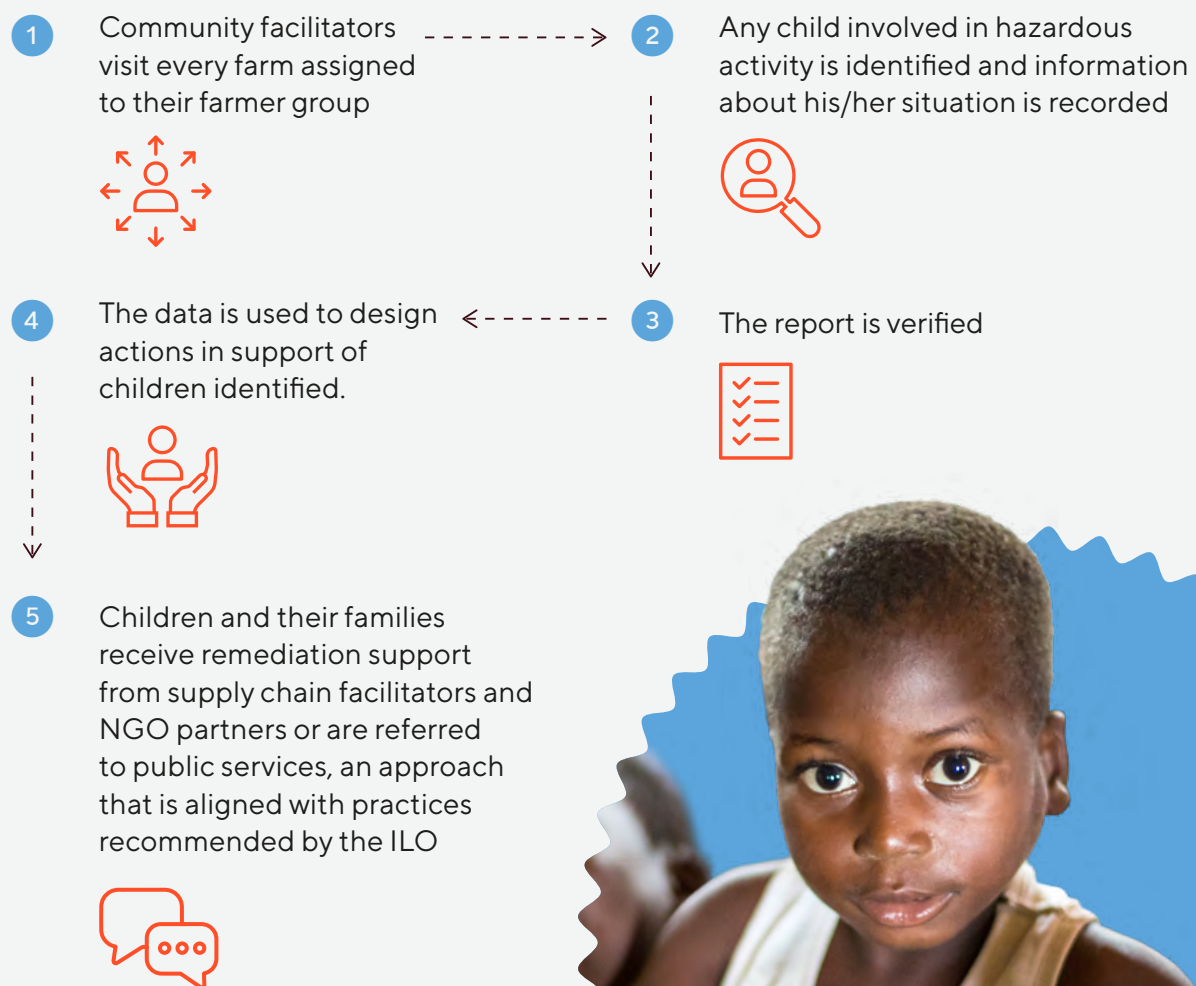 1
Community facilitators
visit every farm assigned
to their farmer group
2
Any child involved in hazardous
activity is identified and information
about his/her situation is recorded
3
The report is verified
4
The data is used to design
actions in support of
children identified.
5
Children and their families
receive remediation support
from supply chain facilitators and
NGO partners or are referred
to public services, an approach
that is aligned with practices
recommended by the ILO